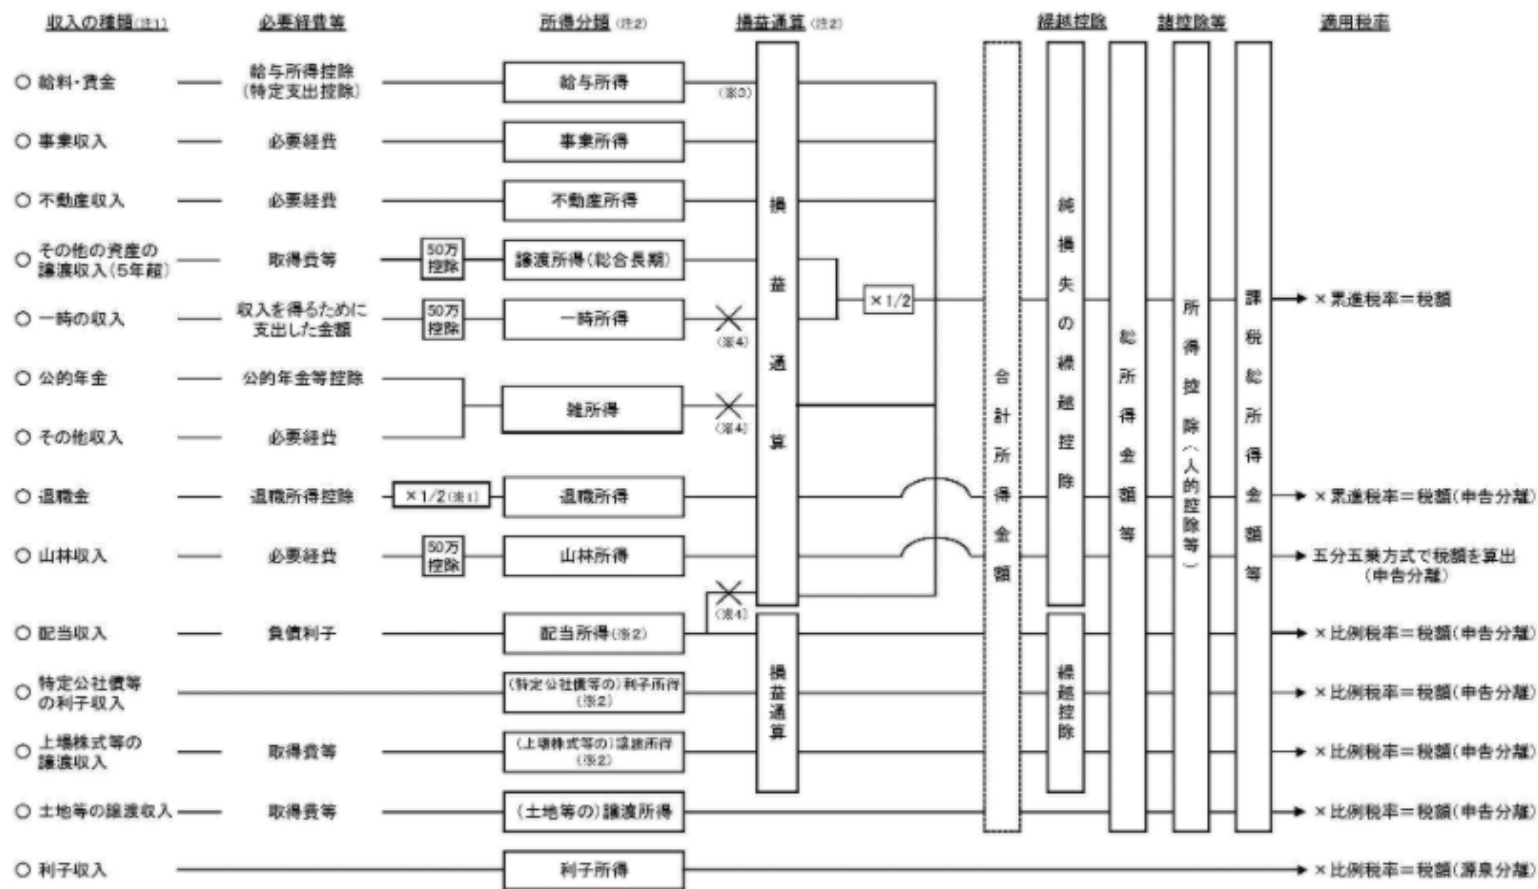 収入の種類(注1) 必要経費等 所得分類(注2) 損益通算(注2) 繰越控除 諸控除等 適用税率
○ 給料・賃金 給与所得控除 給与所得
(特定支出控除) (※3)
○ 事業収入 必要経費 事業所得
○ 不動産収入 必要経費 不動産所得
○ その他の資産の 取得費等 50万 譲渡所得(総合長期)
譲渡収入(5年超) 控除
○ 一時の収入 収入を得るために 50万 一時所得 ×1/2 ×累進税率=税額
支出した金額 控除 (※4)
○ 公的年金 公的年金等控除
雑所得
(※4)
○ その他収入 必要経費
○ 退職金 退職所得控除 ×1/2(※1) 退職所得 ×累進税率=税額(申告分離)
○ 山林収入 必要経費 50万 山林所得 五分五乗方式で税額を算出
控除 (申告分離)
(※4)
○ 配当収入 負債利子 配当所得(※2) ×比例税率=税額(申告分離)
○ 特定公社債等 (特定公社債等の)利子所得 ×比例税率=税額(申告分離)
の利子収入 (※2)
○ 上場株式等の 取得費等 (上場株式等の)譲渡所得 ×比例税率=税額(申告分離)
譲渡収入 (※2)
○ 土地等の譲渡収入 取得費等 (土地等の)譲渡所得 ×比例税率=税額(申告分離)
○ 利子収入 利子所得 ×比例税率=税額(源泉分離)
損益通算
損益通算
合計所得金額
純損失の繰越控除
繰越控除
総所得金額等
所得控除(人的控除等)
課税総所得金額等